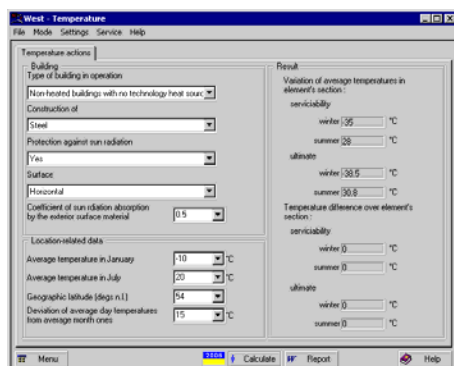 West - Temperature
File Mode Settings Service Help
Temperature actions
Building
Type of building in operation
Non-heated buildings with no technology heat sourc
Construction of
Steel
Protection against sun radiation
Yes
Surface
Horizontal
Coefficient of sun rdiation absorption
by the exterior surface material
0.5
Location-related data
Average temperature in January
-10
°C
Average temperature in July
20
°C
Geographic latitude (degs n.l.)
54
Deviation of average day temperatures
from average month ones
15
°C
Result
Variation of average temperatures in
element's section :
serviciability
winter -35 °C
summer 28 °C
ultimate
winter -38.5 °C
summer 30.8 °C
Temperature difference over element's
section :
serviciability
winter 0 °C
summer 0 °C
ultimate
winter 0 °C
summer 0 °C
Menu
2006
Calculate
Report
Help